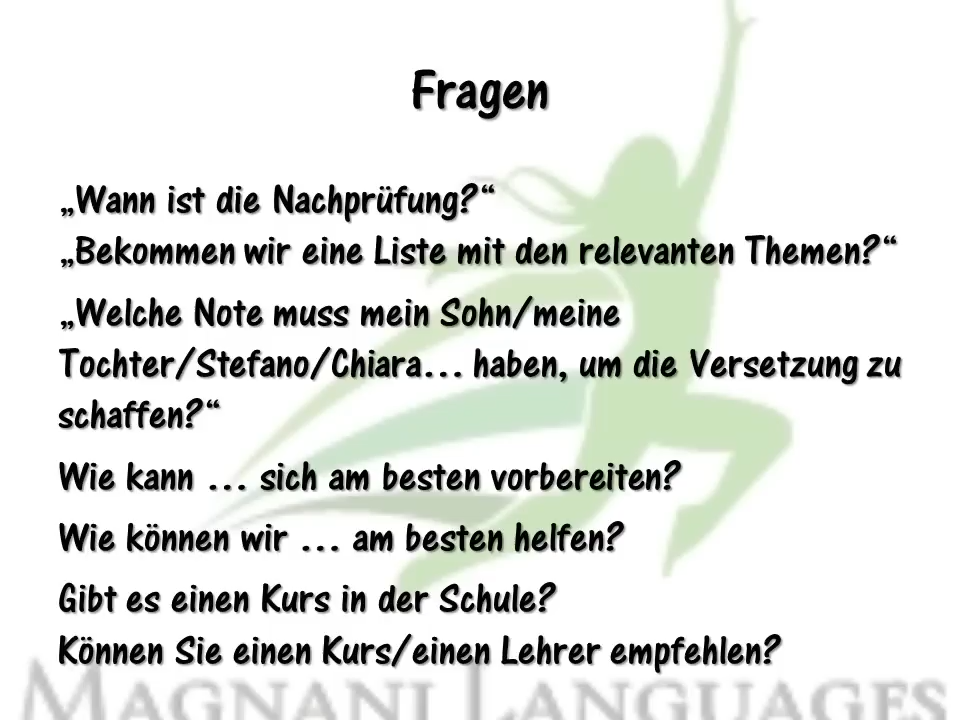 Fragen
„Wann ist die Nachprüfung?“
„Bekommen wir eine Liste mit den relevanten Themen?“
„Welche Note muss mein Sohn/meine
Tochter/Stefano/Chiara... haben, um die Versetzung zu
schaffen?“
Wie kann ... sich am besten vorbereiten?
Wie können wir ... am besten helfen?
Gibt es einen Kurs in der Schule?
Können Sie einen Kurs/einen Lehrer empfehlen?
MAGNANI LANGUAGES